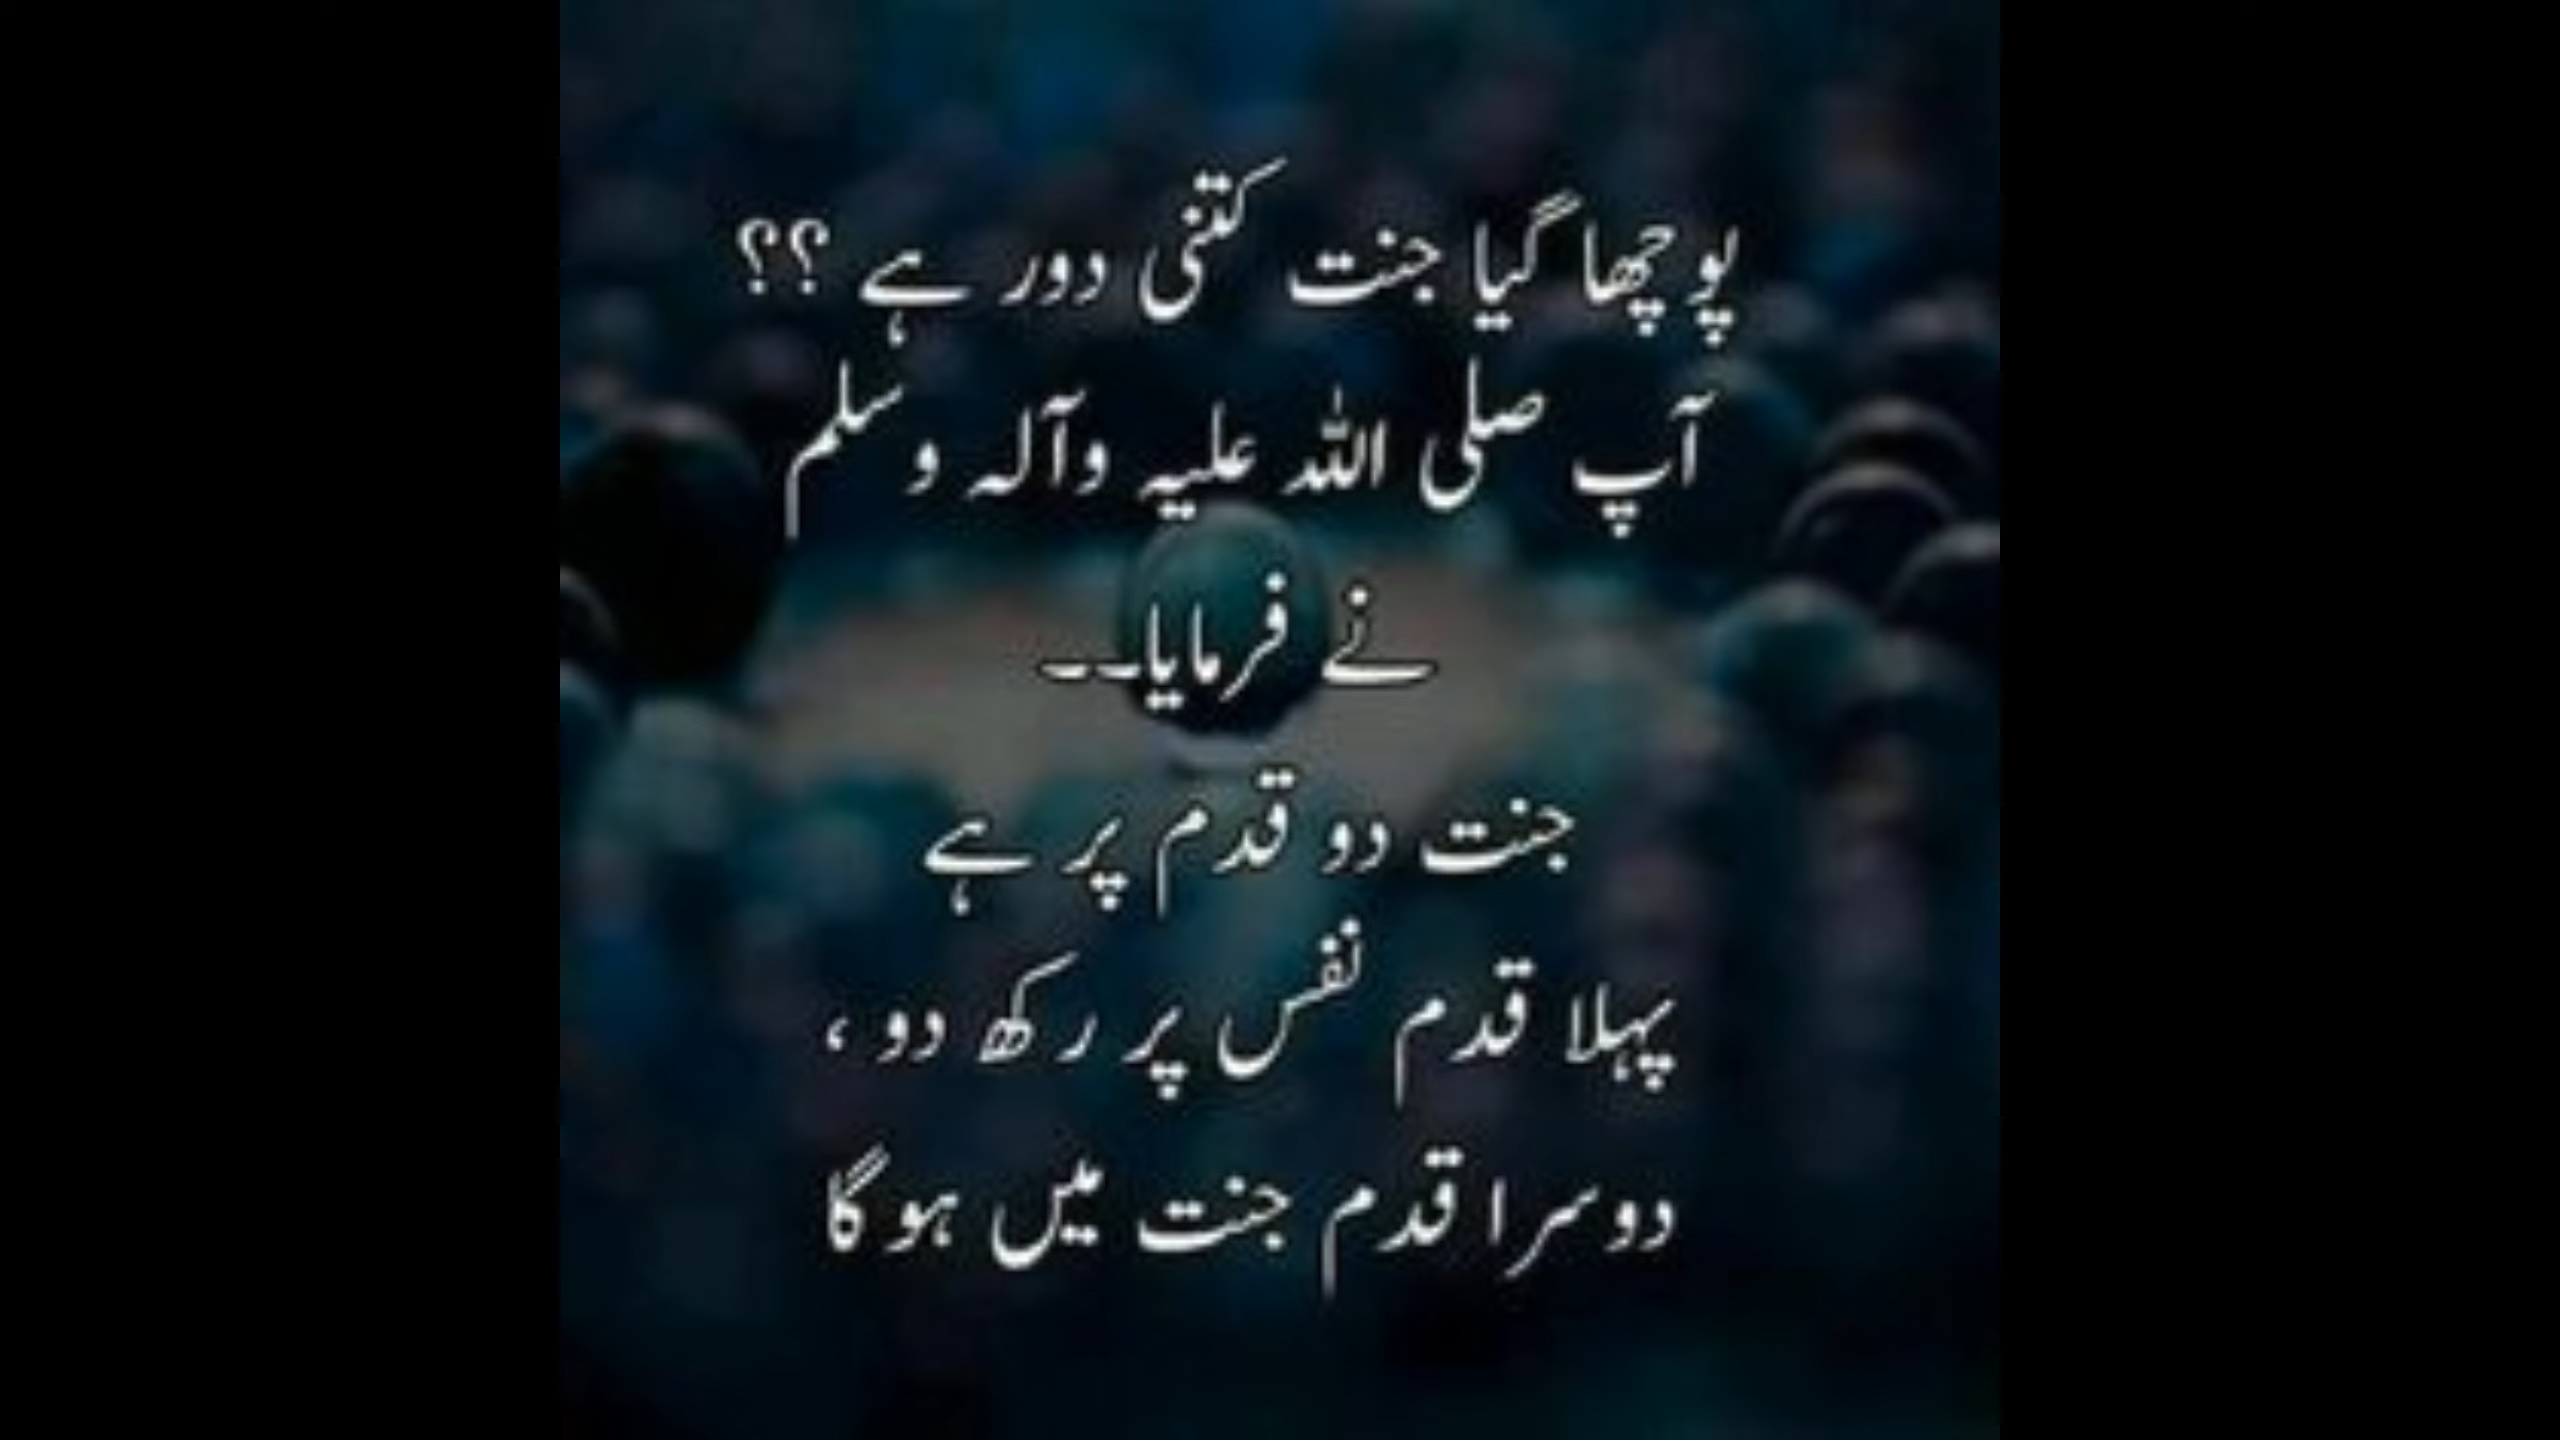 پوچھا گیا جنت کتنی دور ہے ؟؟
آپ صلی اللہ علیہ وآلہ وسلم
نے فرمایا۔۔
جنت دو قدم پر ہے
پہلا قدم نفس پر رکھ دو ،
دوسرا قدم جنت میں ہو گا